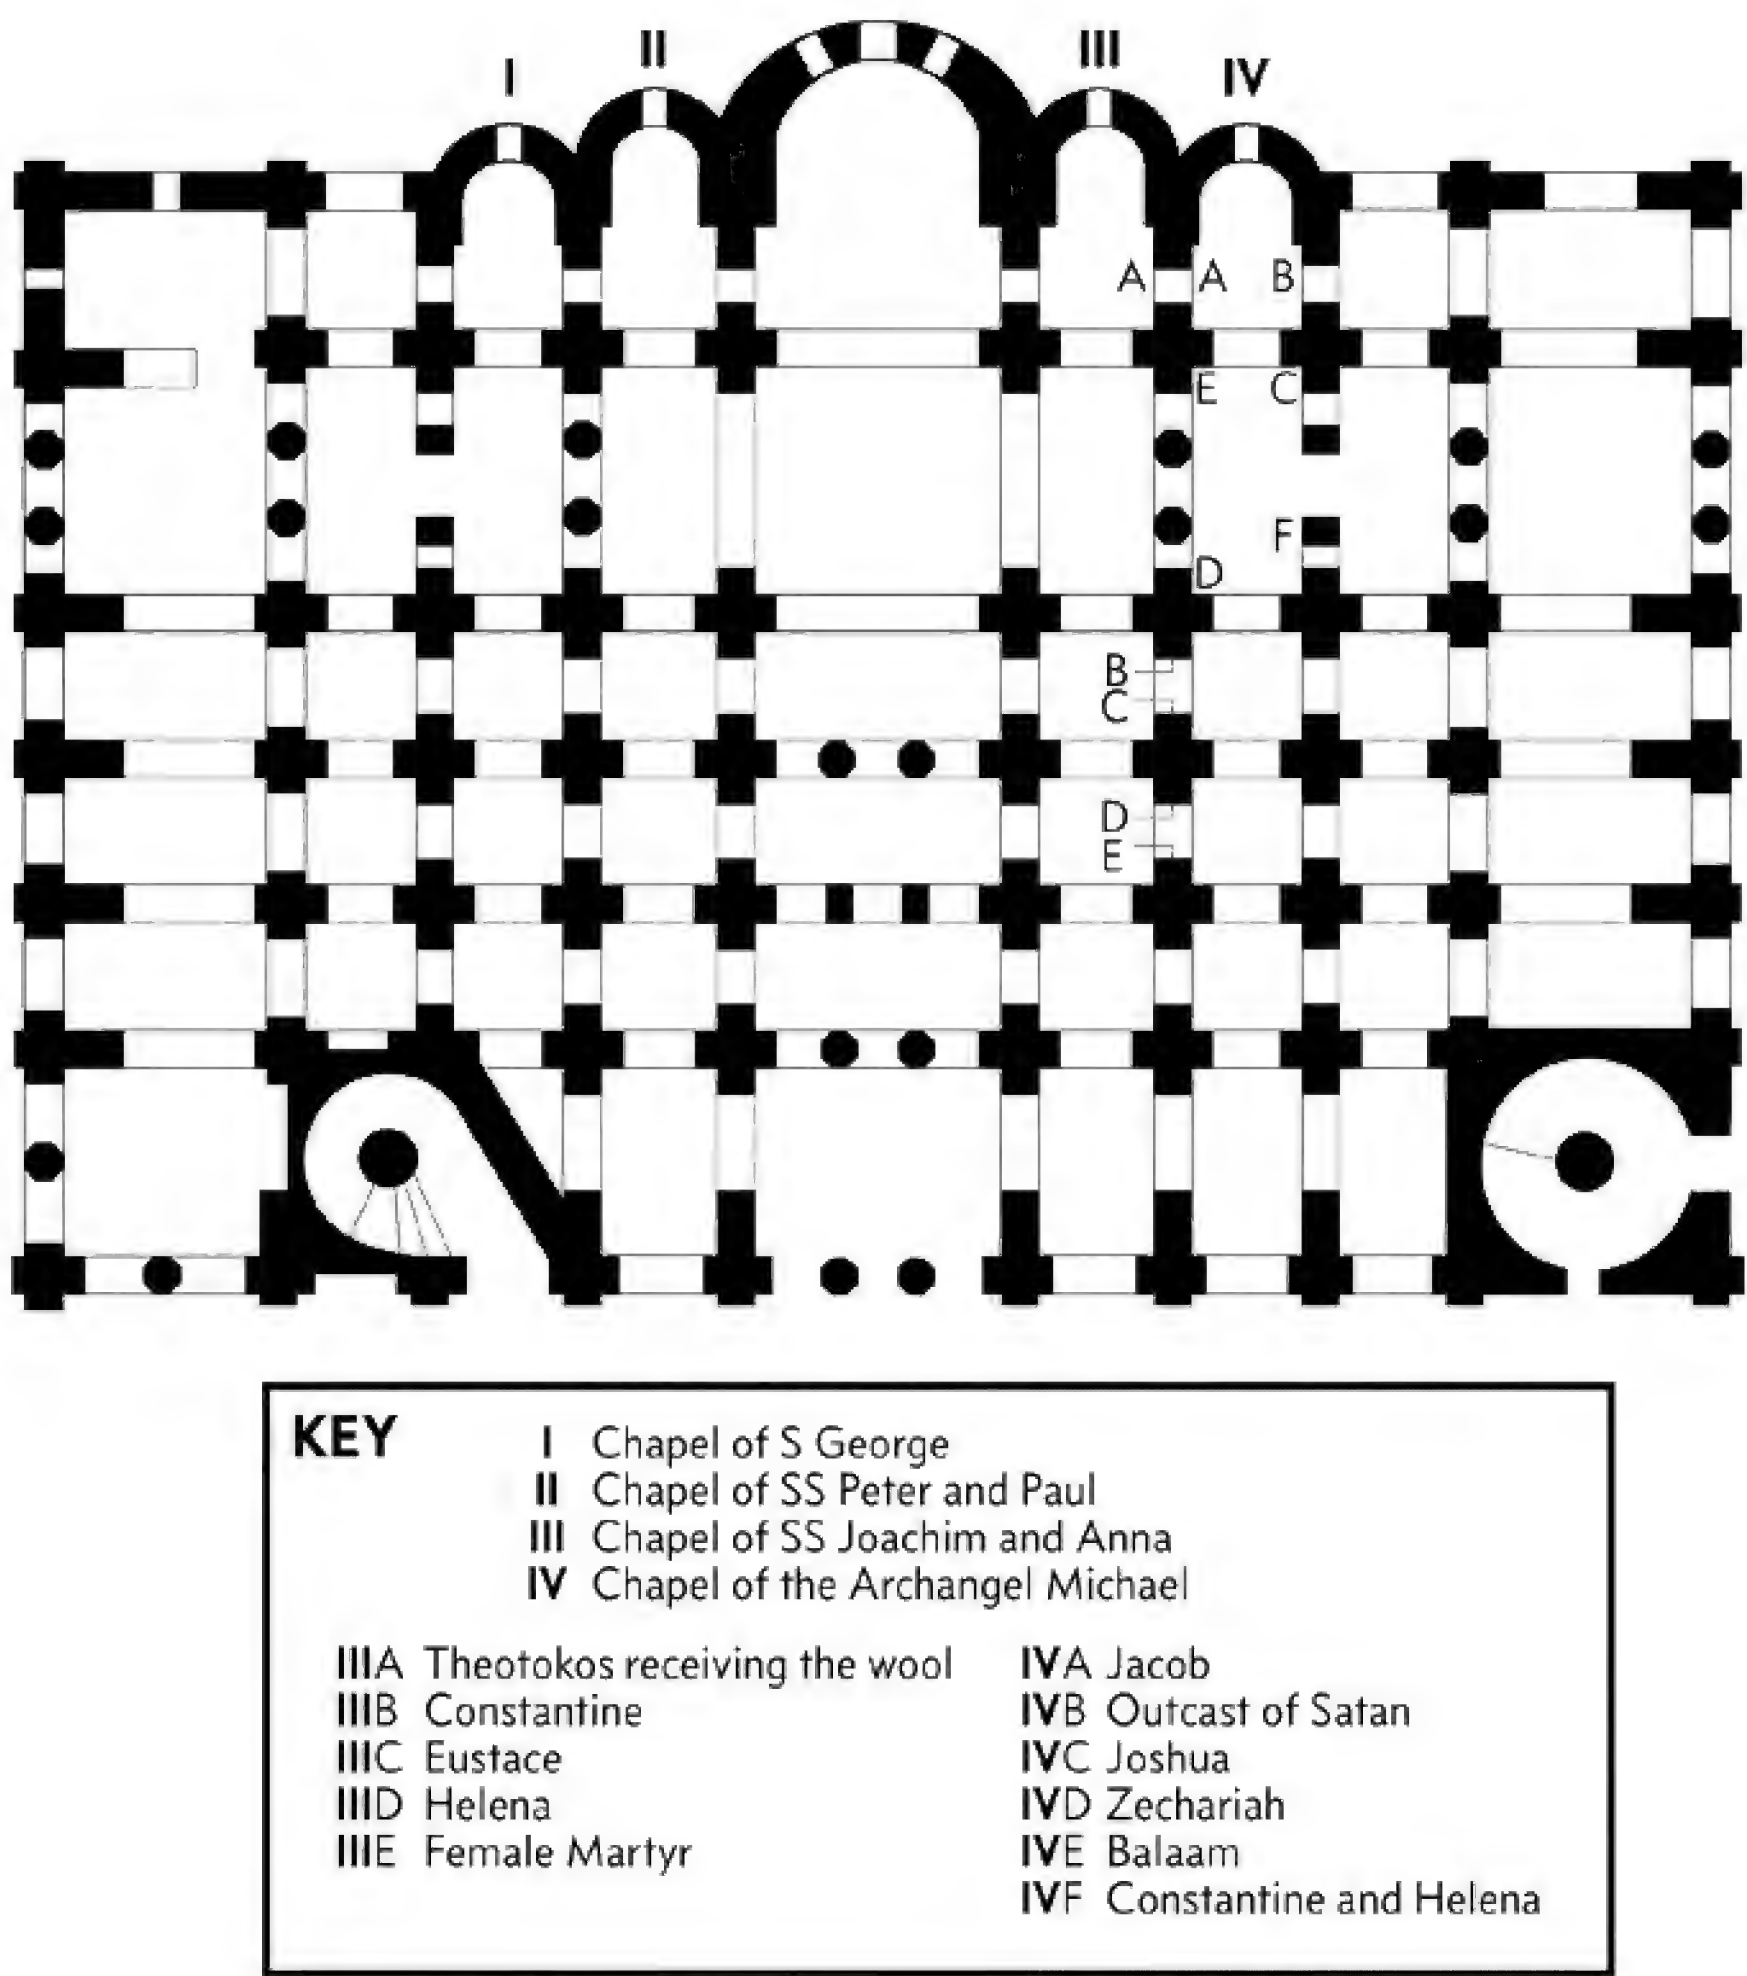 I
II
III
IV
A
A
B
E
C
F
D
B
C
D
E
KEY
I Chapel of S George
II Chapel of SS Peter and Paul
III Chapel of SS Joachim and Anna
IV Chapel of the Archangel Michael
IIIA Theotokos receiving the wool
IIIB Constantine
IIIC Eustace
IIID Helena
IIIE Female Martyr
IVA Jacob
IVB Outcast of Satan
IVC Joshua
IVD Zechariah
IVE Balaam
IVF Constantine and Helena